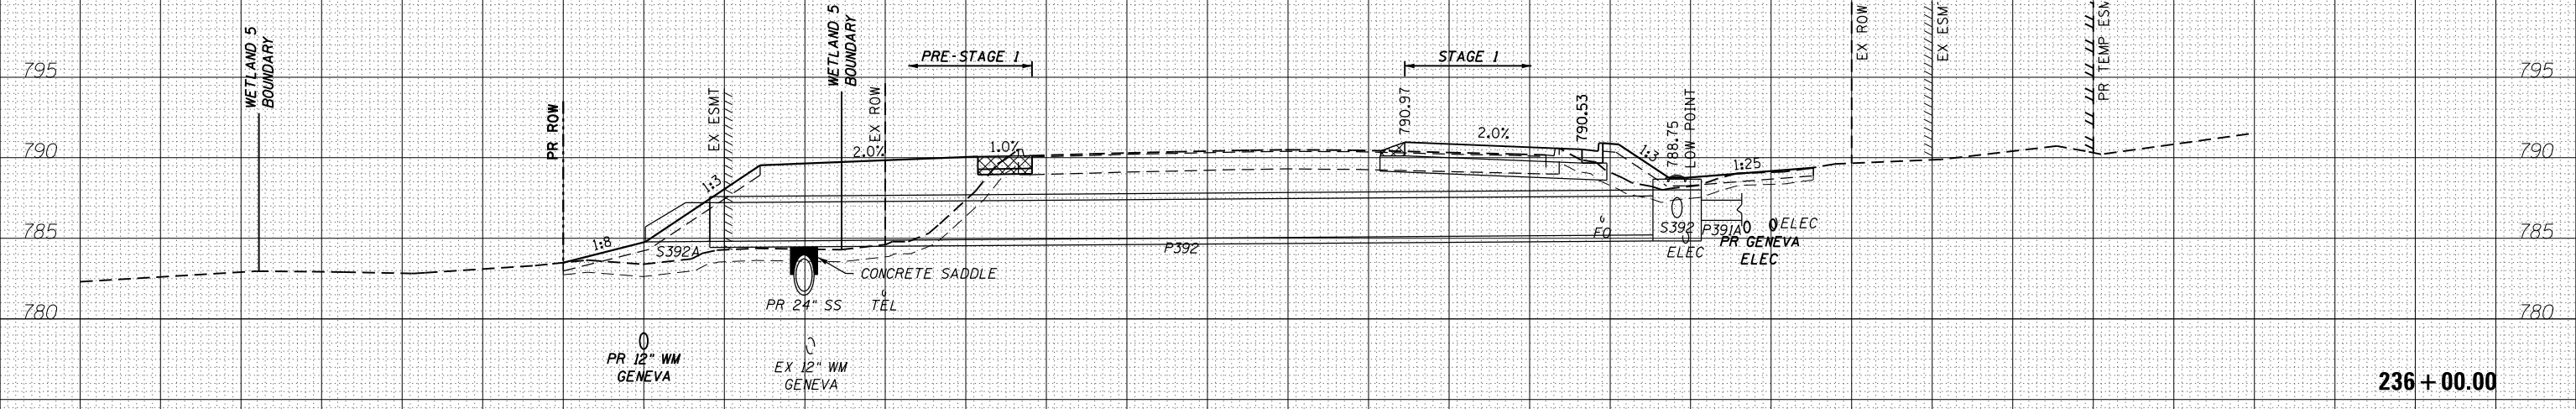 WETLAND 5
BOUNDARY
WETLAND 5
BOUNDARY
EX ROW
EX ESMT
PR TEMP ESM
795
PRE-STAGE 1
STAGE 1
795
PR ROW
EX ESMT
EX ROW
790.97
790.53
788.75
LOW POINT
790
2.0%
1.0%
2.0%
1:3
1:25
790
1:3
785
1:8
S392A
P392
FO
S392
P391A
ELEC
785
ELEC
PR GENEVA
ELEC
CONCRETE SADDLE
PR 24" SS
TEL
780
780
PR 12" WM
GENEVA
EX 12" WM
GENEVA
236+00.00